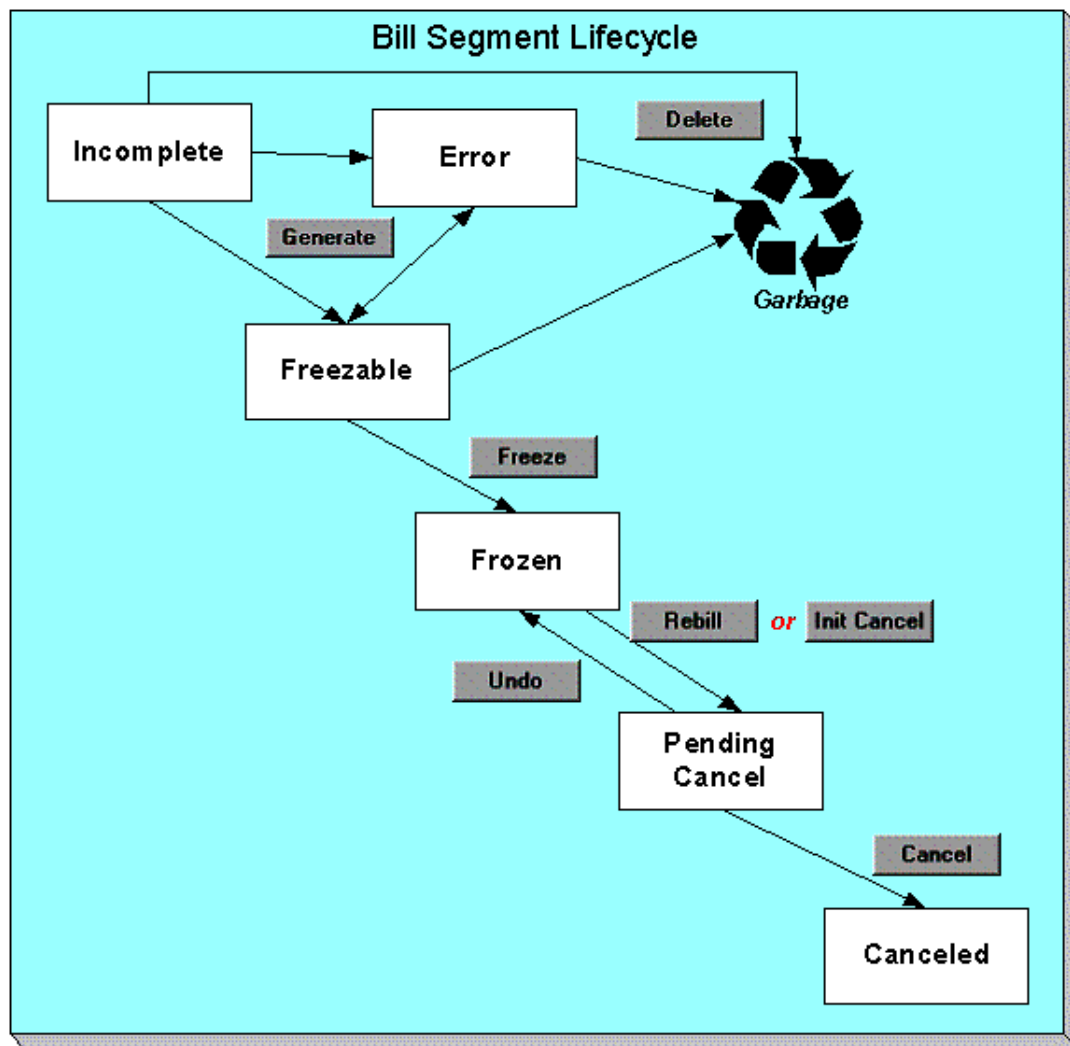 Bill Segment Lifecycle
Incomplete
Error
Delete
Generate
Garbage
Freezable
Freeze
Frozen
Rebill or Init Cancel
Undo
Pending
Cancel
Cancel
Canceled